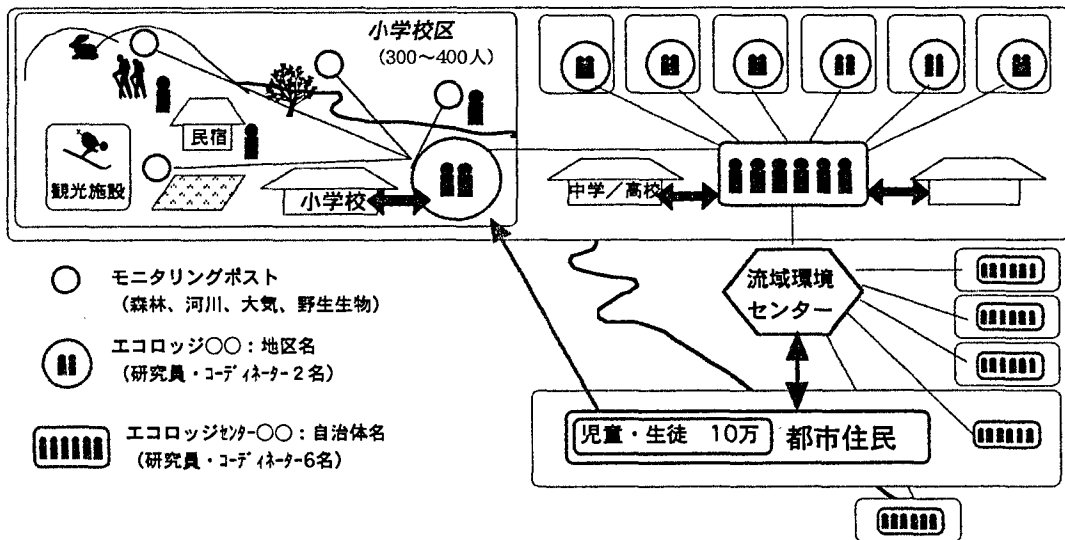 小学校区
(300〜400人)
民宿
観光施設
小学校
中学/高校
モニタリングポスト
(森林、河川、大気、野生生物)
エコロッジ〇〇:地区名
(研究員・コーディネーター2名)
エコロッジセンター〇〇:自治体名
(研究員・コーディネーター6名)
流域環境
センター
児童・生徒 10万
都市住民